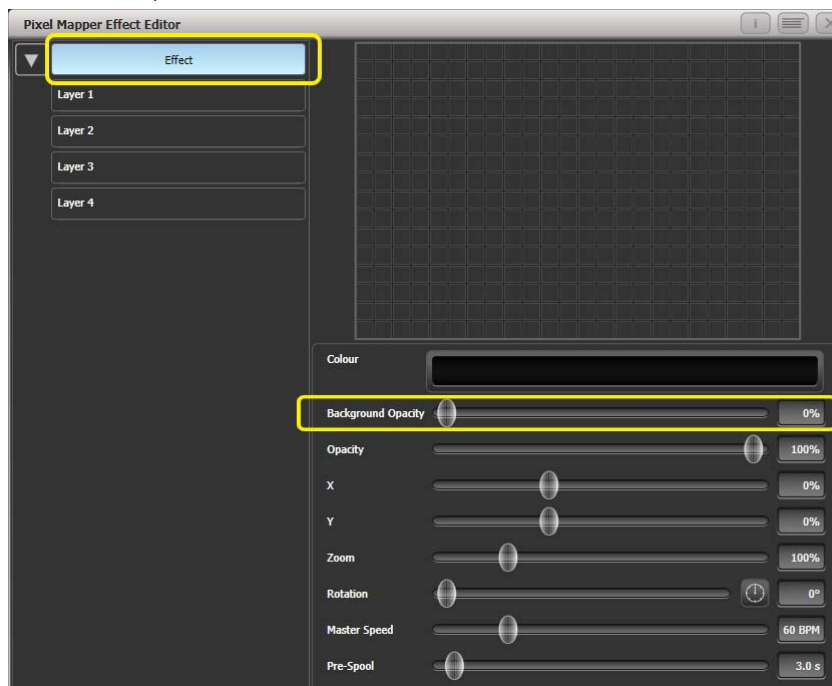 Pixel Mapper Effect Editor
Effect
Layer 1
Layer 2
Layer 3
Layer 4
Colour
Background Opacity 0%
Opacity 100%
X 0%
Y 0%
Zoom 100%
Rotation 0°
Master Speed 60 BPM
Pre-Spool 3.0 s